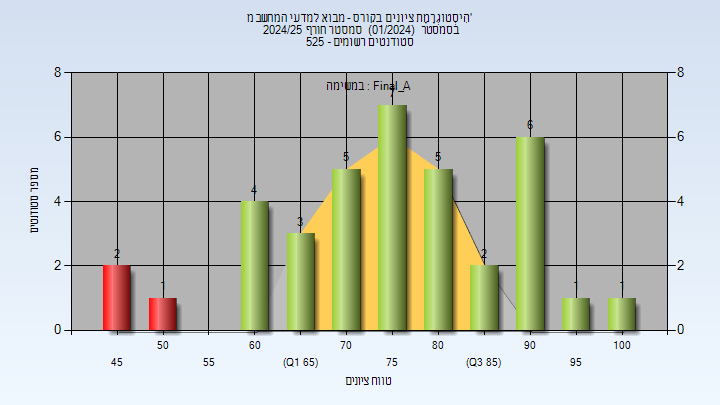 היסטוגרמת ציונים בקורס - מבוא למדעי המחשב מ'
בסמסטר (01/2024) סמסטר חורף 2024/25
סטודנטים רשומים - 525
במשימה : Final_A
8 8
7
6 6 6
5 5
4 4 4
3
2 2 2 2
1 1 1
0 0
מספר סטודנטים
50 60 70 80 90 100
45 55 (Q1 65) 75 (Q3 85) 95
טווח ציונים